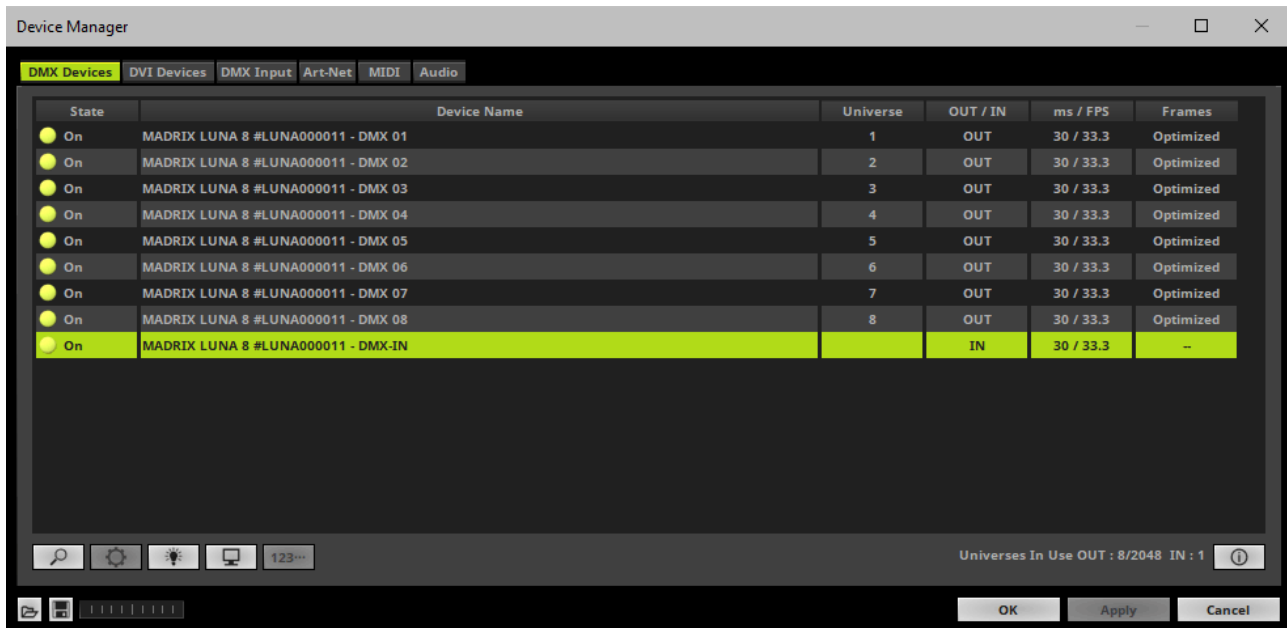 Device Manager
DMX Devices DVI Devices DMX Input Art-Net MIDI Audio
State Device Name Universe OUT / IN ms / FPS Frames
On MADRIX LUNA 8 #LUNA000011 - DMX 01 1 OUT 30 / 33.3 Optimized
On MADRIX LUNA 8 #LUNA000011 - DMX 02 2 OUT 30 / 33.3 Optimized
On MADRIX LUNA 8 #LUNA000011 - DMX 03 3 OUT 30 / 33.3 Optimized
On MADRIX LUNA 8 #LUNA000011 - DMX 04 4 OUT 30 / 33.3 Optimized
On MADRIX LUNA 8 #LUNA000011 - DMX 05 5 OUT 30 / 33.3 Optimized
On MADRIX LUNA 8 #LUNA000011 - DMX 06 6 OUT 30 / 33.3 Optimized
On MADRIX LUNA 8 #LUNA000011 - DMX 07 7 OUT 30 / 33.3 Optimized
On MADRIX LUNA 8 #LUNA000011 - DMX 08 8 OUT 30 / 33.3 Optimized
On MADRIX LUNA 8 #LUNA000011 - DMX-IN IN 30 / 33.3 --
123... Universes In Use OUT : 8/2048 IN : 1
OK Apply Cancel